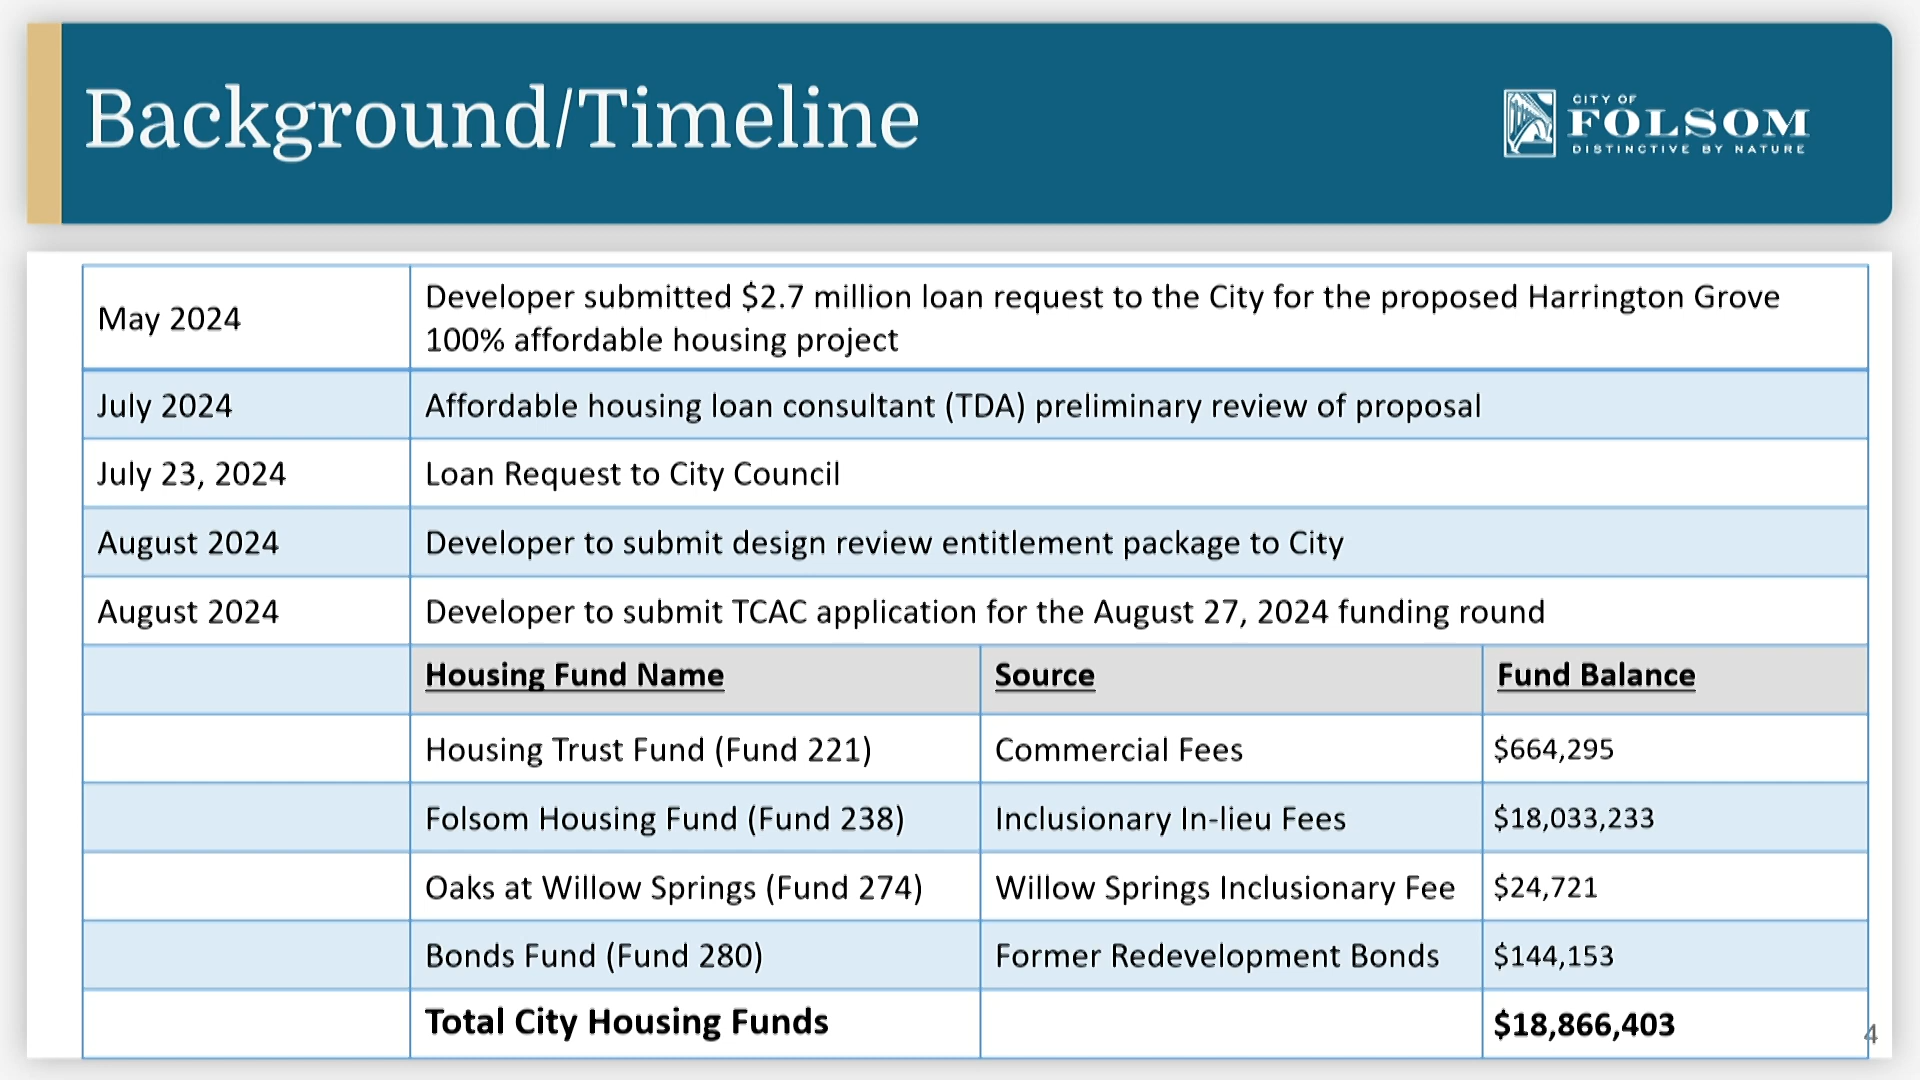 Background/Timeline
CITY OF
FOLSOM
DISTINCTIVE BY NATURE
May 2024
Developer submitted $2.7 million loan request to the City for the proposed Harrington Grove
100% affordable housing project
July 2024
Affordable housing loan consultant (TDA) preliminary review of proposal
July 23, 2024
Loan Request to City Council
August 2024
Developer to submit design review entitlement package to City
August 2024
Developer to submit TCAC application for the August 27, 2024 funding round
Housing Fund Name
Source
Fund Balance
Housing Trust Fund (Fund 221)
Commercial Fees
$664,295
Folsom Housing Fund (Fund 238)
Inclusionary In-lieu Fees
$18,033,233
Oaks at Willow Springs (Fund 274)
Willow Springs Inclusionary Fee
$24,721
Bonds Fund (Fund 280)
Former Redevelopment Bonds
$144,153
Total City Housing Funds
$18,866,403
4